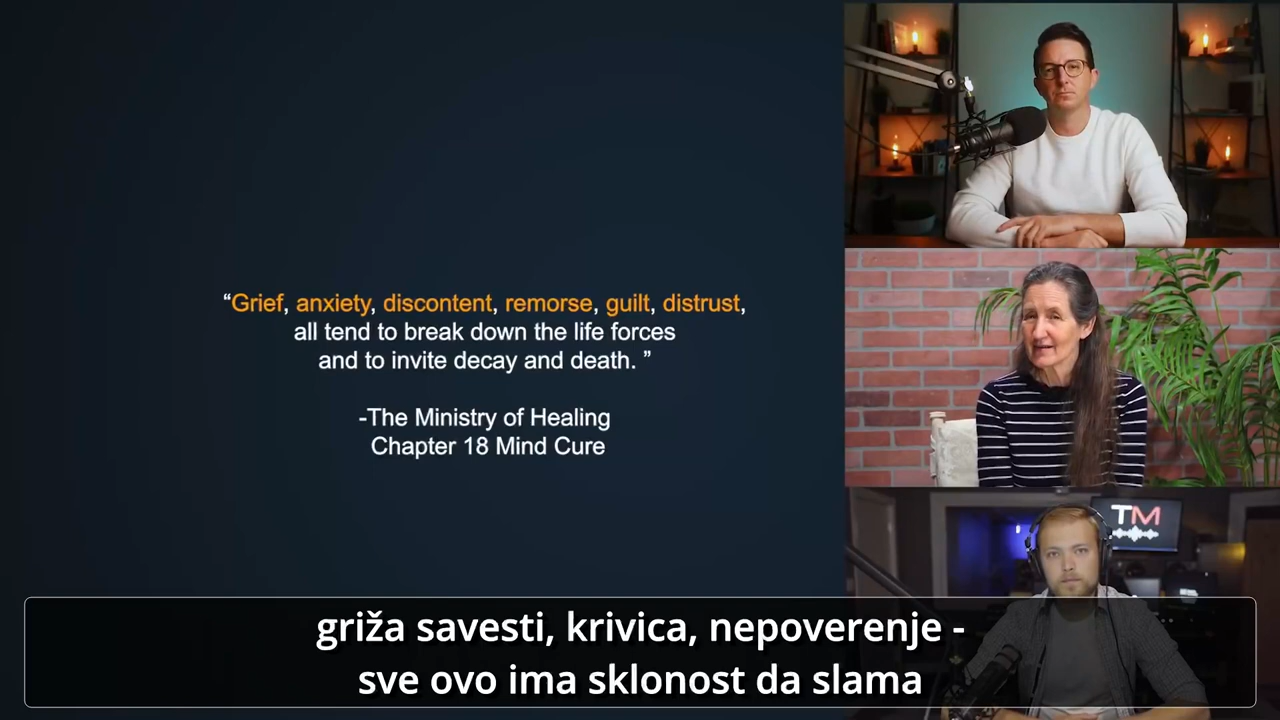 “Grief, anxiety, discontent, remorse, guilt, distrust,
all tend to break down the life forces
and to invite decay and death. ”
-The Ministry of Healing
Chapter 18 Mind Cure
TM
griža savesti, krivica, nepoverenje -
sve ovo ima sklonost da slama